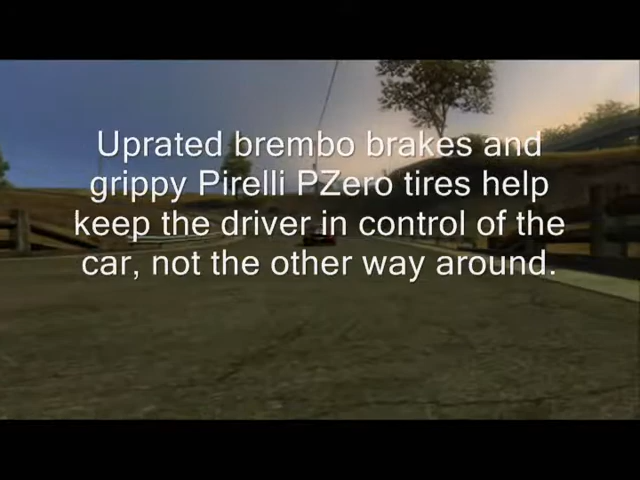 Uprated brembo brakes and
grippy Pirelli PZero tires help
keep the driver in control of the
car, not the other way around.